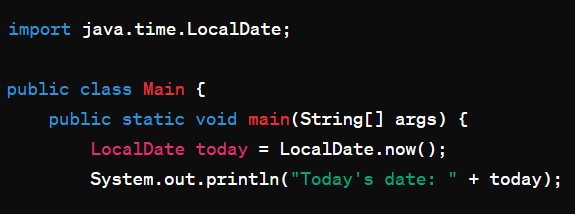 import java.time.LocalDate;
public class Main {
public static void main(String[] args) {
LocalDate today = LocalDate.now();
System.out.println("Today's date: " + today);